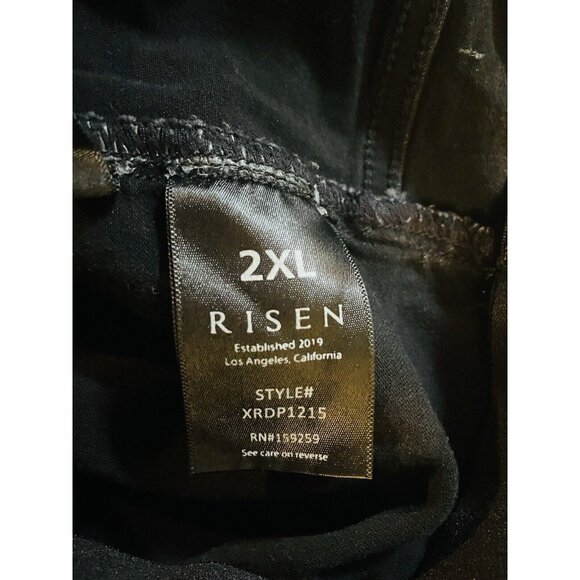 2XL
RISEN
Established 2019
Los Angeles, California
STYLE#
XRDP1215
RN#159259
See care on reverse